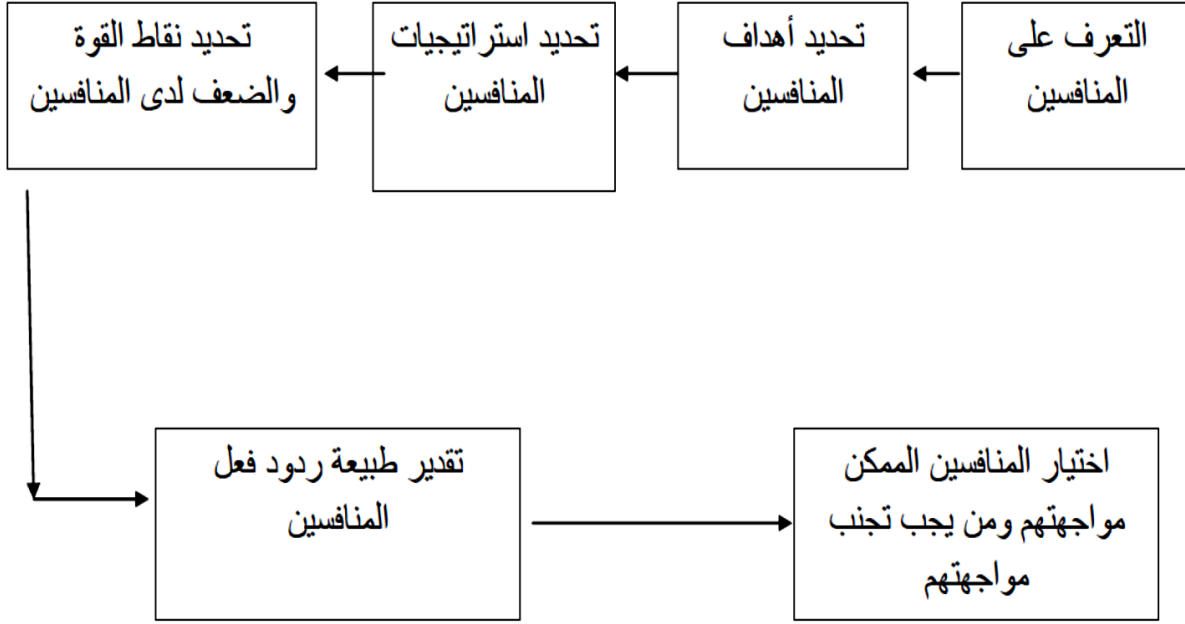 التعرف على
المنافسين
تحديد أهداف
المنافسين
تحديد استراتيجيات
المنافسين
تحديد نقاط القوة
والضعف لدى المنافسين
تقدير طبيعة ردود فعل
المنافسين
اختيار المنافسين الممكن
مواجهتهم ومن يجب تجنب
مواجهتهم